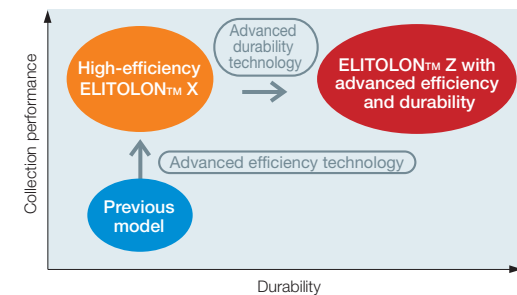 Advanced
durability
technology
High-efficiency
ELITOLON™ X
ELITOLON™ Z with
advanced efficiency
and durability
Advanced efficiency technology
Previous
model
Collection performance
Durability